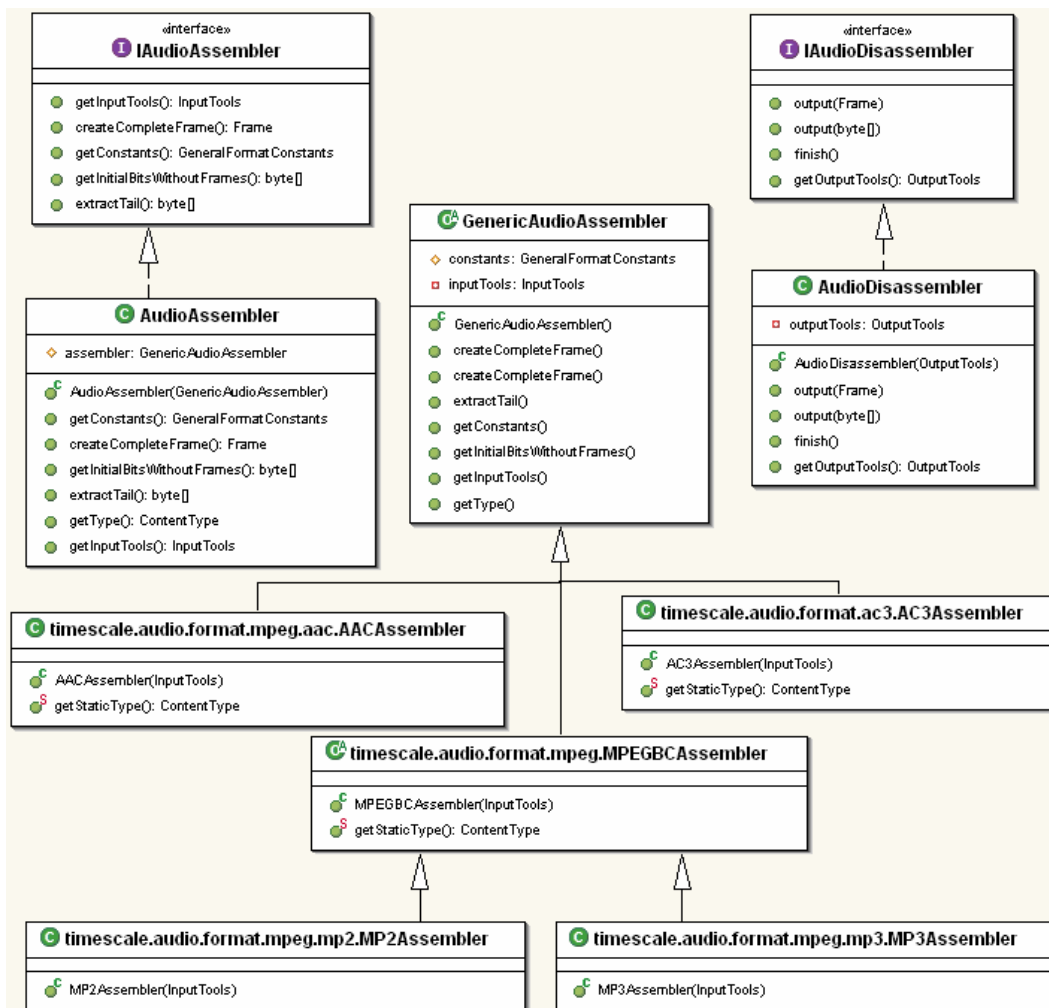 «interface»
I IAudioAssembler
getInputTools(): InputTools
createCompleteFrame(): Frame
getConstants(): GeneralFormatConstants
getInitialBitsWithoutFrames(): byte[]
extractTail(): byte[]
«interface»
I IAudioDisassembler
output(Frame)
output(byte[])
finish()
getOutputTools(): OutputTools
C A GenericAudioAssembler
constants: GeneralFormatConstants
inputTools: InputTools
C GenericAudioAssembler()
createCompleteFrame()
createCompleteFrame()
extractTail()
getConstants()
getInitialBitsWithoutFrames()
getInputTools()
getType()
C AudioAssembler
assembler: GenericAudioAssembler
C AudioAssembler(GenericAudioAssembler)
getConstants(): GeneralFormatConstants
createCompleteFrame(): Frame
getInitialBitsWithoutFrames(): byte[]
extractTail(): byte[]
getType(): ContentType
getInputTools(): InputTools
C AudioDisassembler
outputTools: OutputTools
C AudioDisassembler(OutputTools)
output(Frame)
output(byte[])
finish()
getOutputTools(): OutputTools
C timescale.audio.format.mpeg.aac.AACAssembler
C AACAssembler(InputTools)
S getStaticType(): ContentType
C timescale.audio.format.ac3.AC3Assembler
C AC3Assembler(InputTools)
S getStaticType(): ContentType
C A timescale.audio.format.mpeg.MPEGBCAssembler
C MPEGBCAssembler(InputTools)
S getStaticType(): ContentType
C timescale.audio.format.mpeg.mp2.MP2Assembler
C MP2Assembler(InputTools)
C timescale.audio.format.mpeg.mp3.MP3Assembler
C MP3Assembler(InputTools)